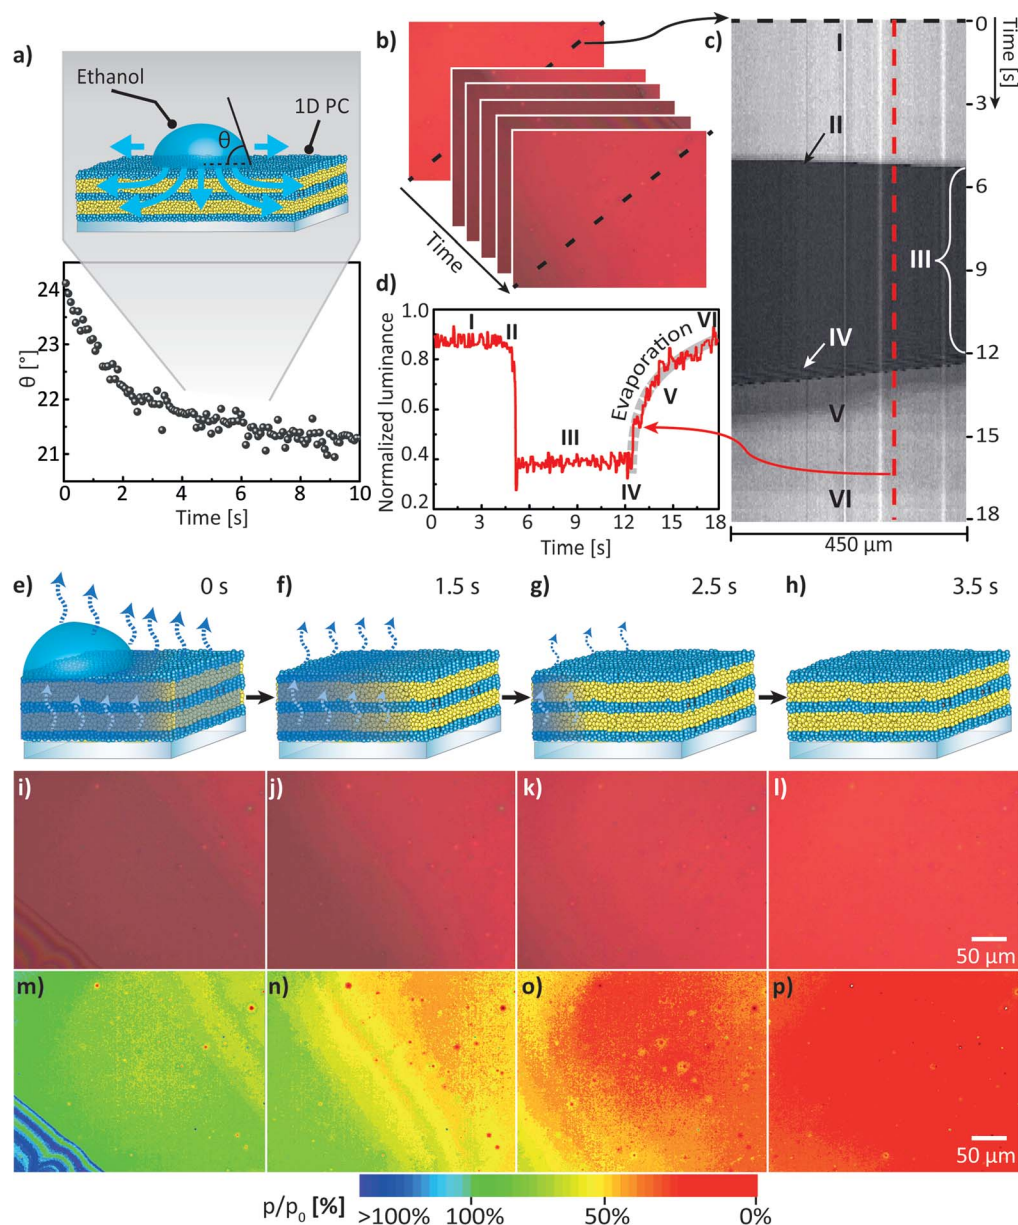 a)
Ethanol
1D PC
θ
24
23
22
21
θ [°]
0
2
4
6
8
10
Time [s]
b)
Time
c)
I
II
III
IV
V
VI
0
3
6
9
12
15
18
Time [s]
450 µm
d)
1.0
0.8
0.6
0.4
0.2
Normalized luminance
I
II
III
IV
V
VI
Evaporation
0
3
6
9
12
15
18
Time [s]
e)
0 s
f)
1.5 s
g)
2.5 s
h)
3.5 s
i)
j)
k)
l)
50 µm
m)
n)
o)
p)
50 µm
p/p₀ [%]
>100%
100%
50%
0%